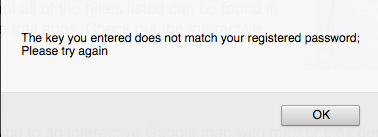 The key you entered does not match your registered password;
Please try again
OK